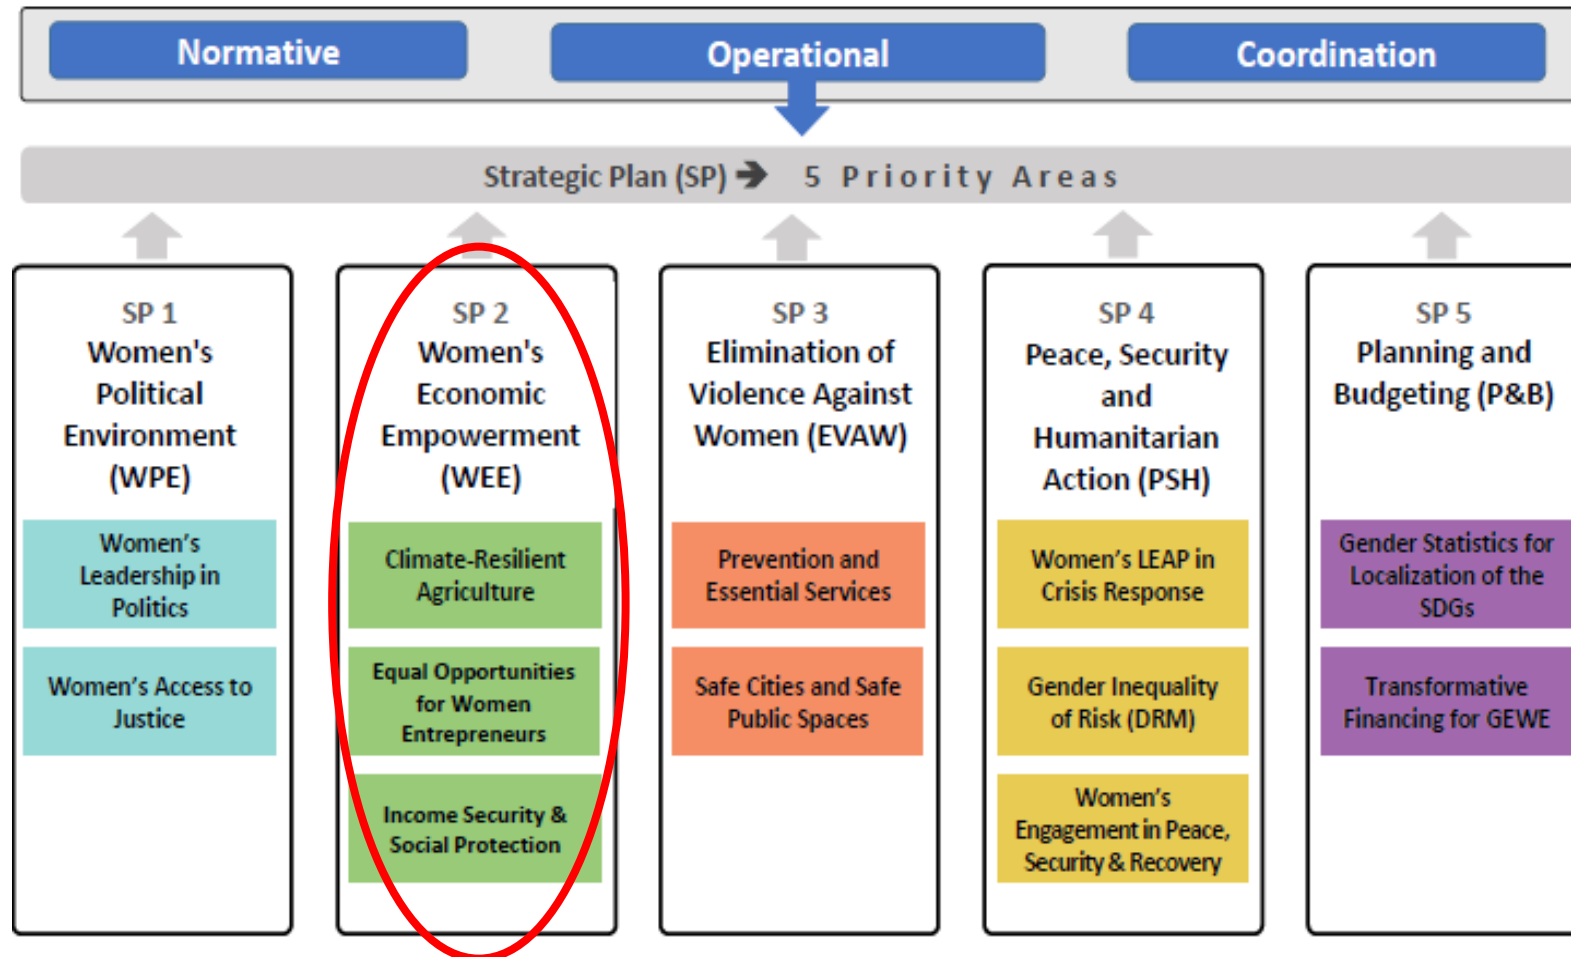 Normative
Operational
Coordination
Strategic Plan (SP) ➔ 5 Priority Areas
SP 1
Women's
Political
Environment
(WPE)
Women's
Leadership in
Politics
Women's Access to
Justice
SP 2
Women's
Economic
Empowerment
(WEE)
Climate-Resilient
Agriculture
Equal Opportunities
for Women
Entrepreneurs
Income Security &
Social Protection
SP 3
Elimination of
Violence Against
Women (EVAW)
Prevention and
Essential Services
Safe Cities and Safe
Public Spaces
SP 4
Peace, Security
and
Humanitarian
Action (PSH)
Women's LEAP in
Crisis Response
Gender Inequality
of Risk (DRM)
Women's
Engagement in Peace,
Security & Recovery
SP 5
Planning and
Budgeting (P&B)
Gender Statistics for
Localization of the
SDGs
Transformative
Financing for GEWE